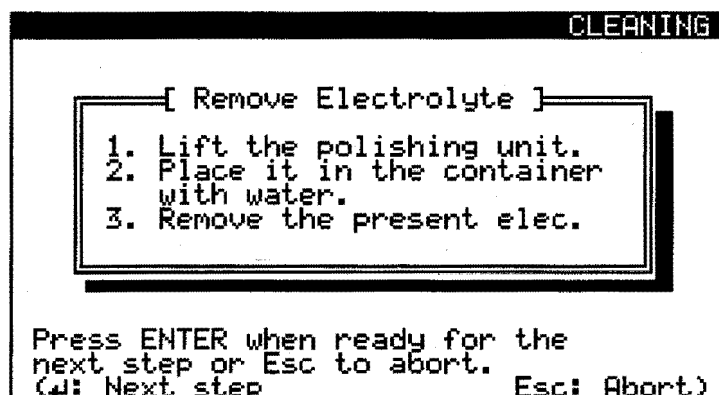 CLEANING
[ Remove Electrolyte ]
1. Lift the polishing unit.
2. Place it in the container
with water.
3. Remove the present elec.
Press ENTER when ready for the
next step or Esc to abort.
(↲: Next step Esc: Abort)